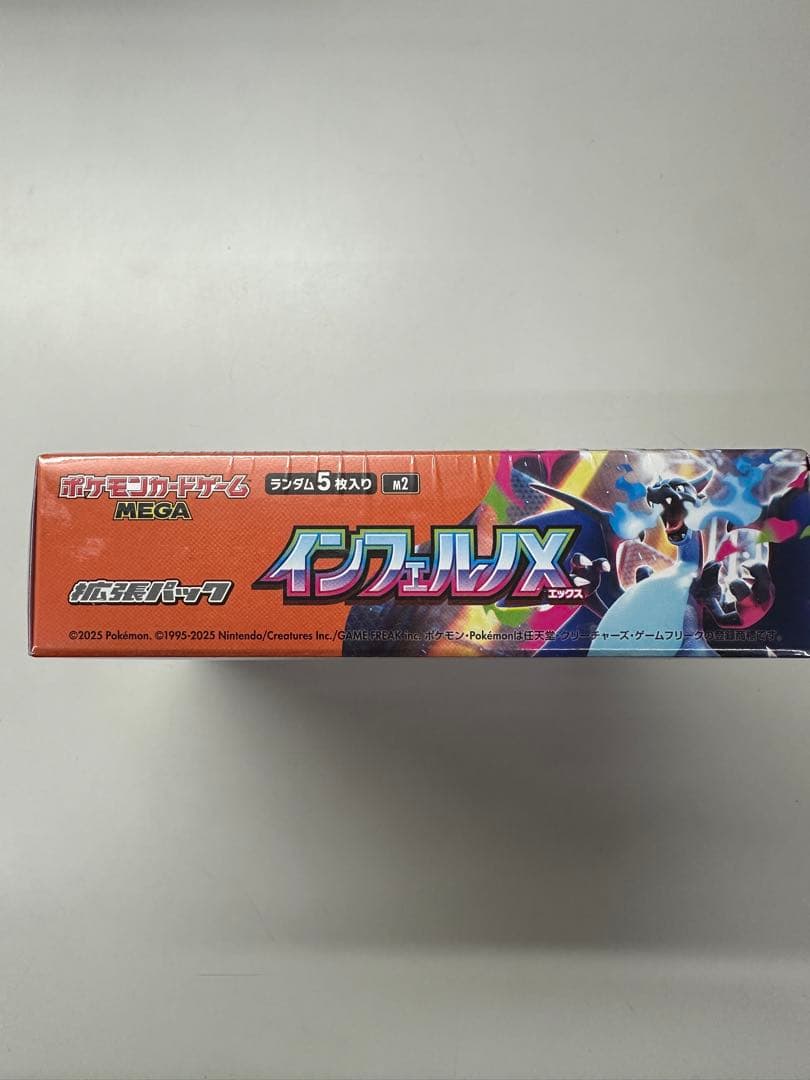 ポケモンカードゲーム
MEGA
ランダム5枚入り M2
拡張パック
インフェルノX
エックス
©2025 Pokémon. ©1995-2025 Nintendo/Creatures Inc./GAME FREAK inc. ポケモン・Pokémonは任天堂・クリーチャーズ・ゲームフリークの登録商標です。